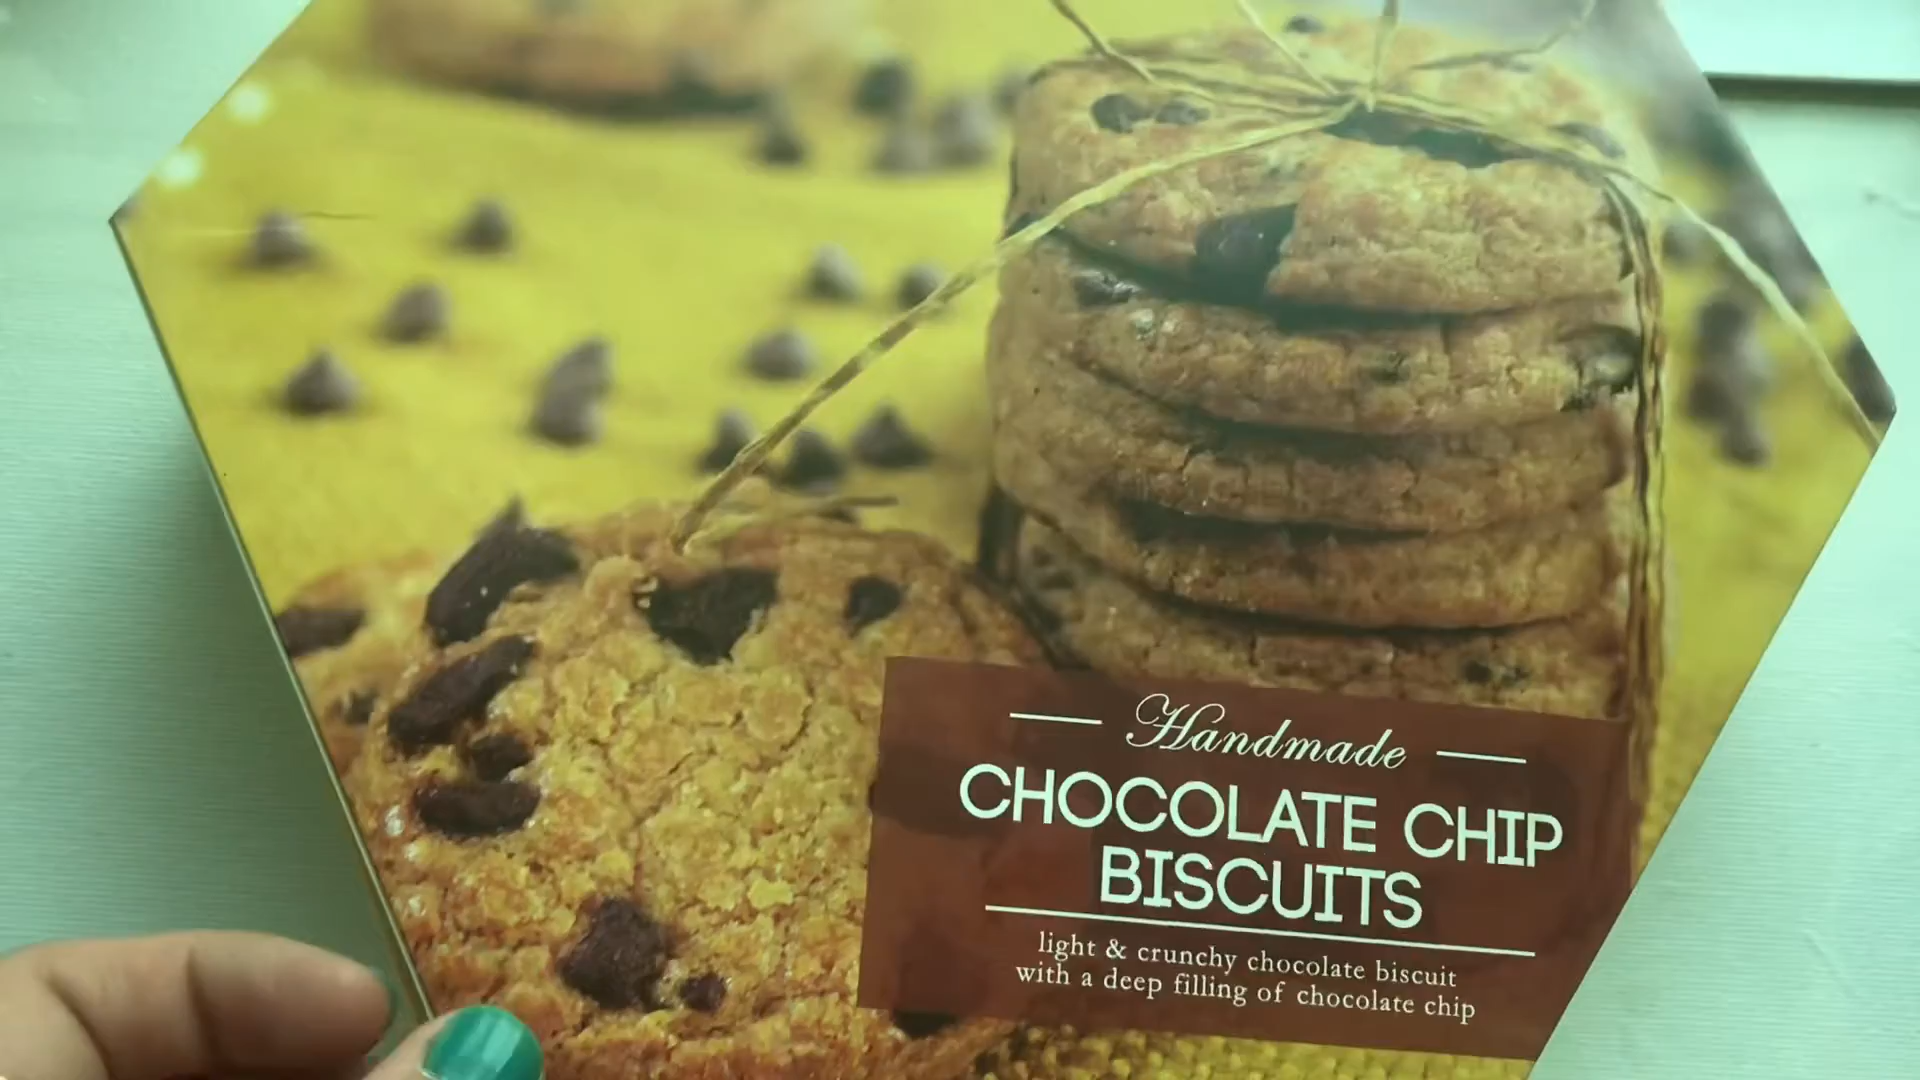 Handmade
CHOCOLATE CHIP
BISCUITS
light & crunchy chocolate biscuit
with a deep filling of chocolate chip